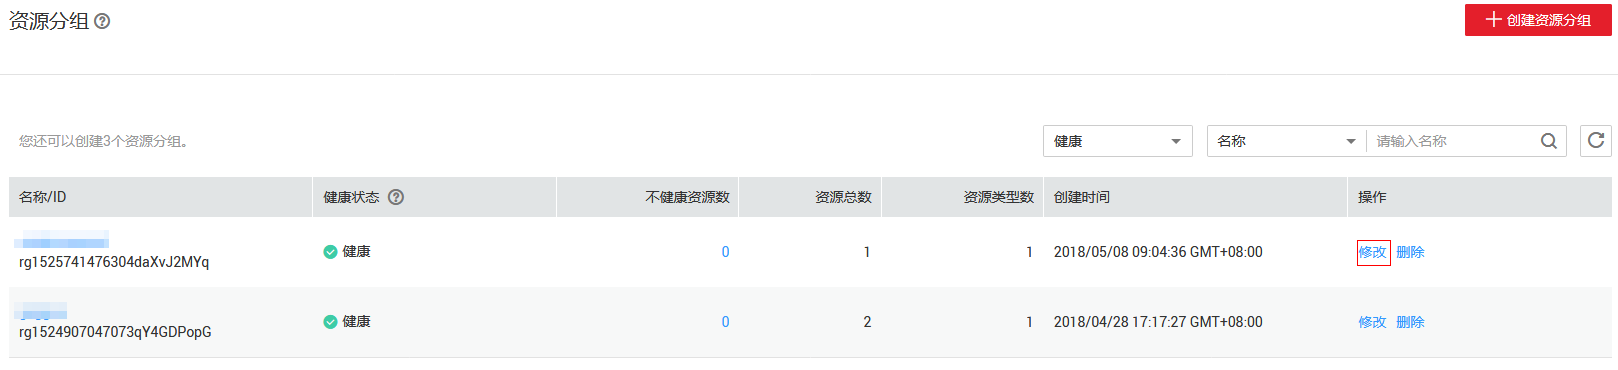 资源分组
创建资源分组
您还可以创建3个资源分组。
健康 名称 请输入名称
名称/ID 健康状态 不健康资源数 资源总数 资源类型数 创建时间 操作
健康 0 1 1 2018/05/08 09:04:36 GMT+08:00 修改 删除
rg1525741476304daXvJ2MYq
健康 0 2 1 2018/04/28 17:17:27 GMT+08:00 修改 删除
rg1524907047073qY4GDPopG